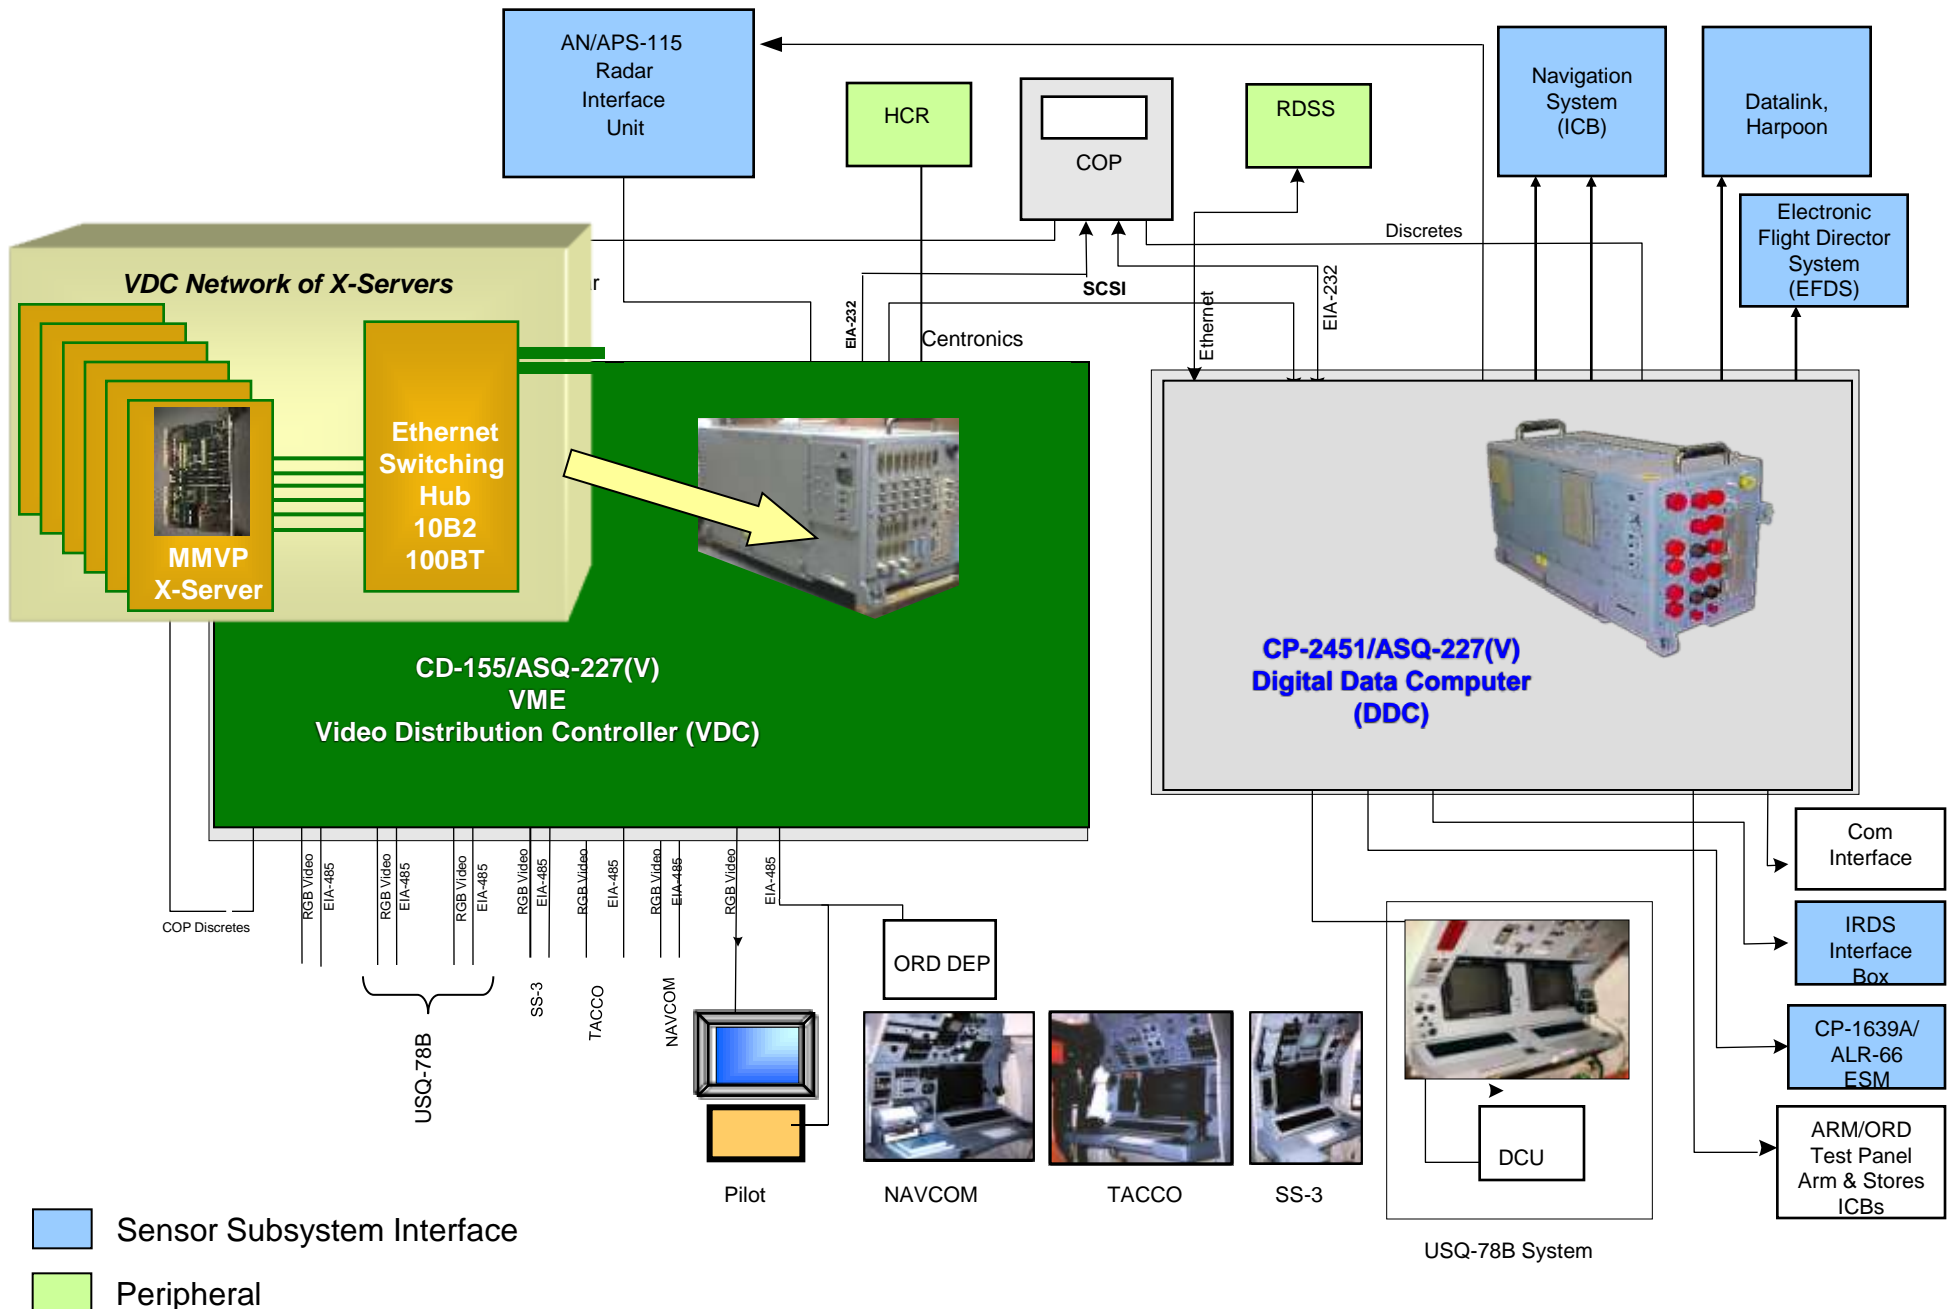 AN/APS-115
Radar
Interface
Unit
HCR
COP
RDSS
Navigation
System
(ICB)
Datalink,
Harpoon
Electronic
Flight Director
System
(EFDS)
Discretes
VDC Network of X-Servers
SCSI
EIA-232
EIA-232
Ethernet
Centronics
Ethernet
Switching
Hub
10B2
100BT
MMVP
X-Server
CD-155/ASQ-227(V)
VME
Video Distribution Controller (VDC)
CP-2451/ASQ-227(V)
Digital Data Computer
(DDC)
RGB Video
EIA-485
RGB Video
EIA-485
RGB Video
EIA-485
RGB Video
EIA-485
RGB Video
EIA-485
RGB Video
EIA-485
RGB Video
EIA-485
COP Discretes
USQ-78B
SS-3
TACCO
NAVCOM
ORD DEP
Com
Interface
IRDS
Interface
Box
CP-1639A/
ALR-66
ESM
ARM/ORD
Test Panel
Arm & Stores
ICBs
DCU
Pilot
NAVCOM
TACCO
SS-3
USQ-78B System
Sensor Subsystem Interface
Peripheral